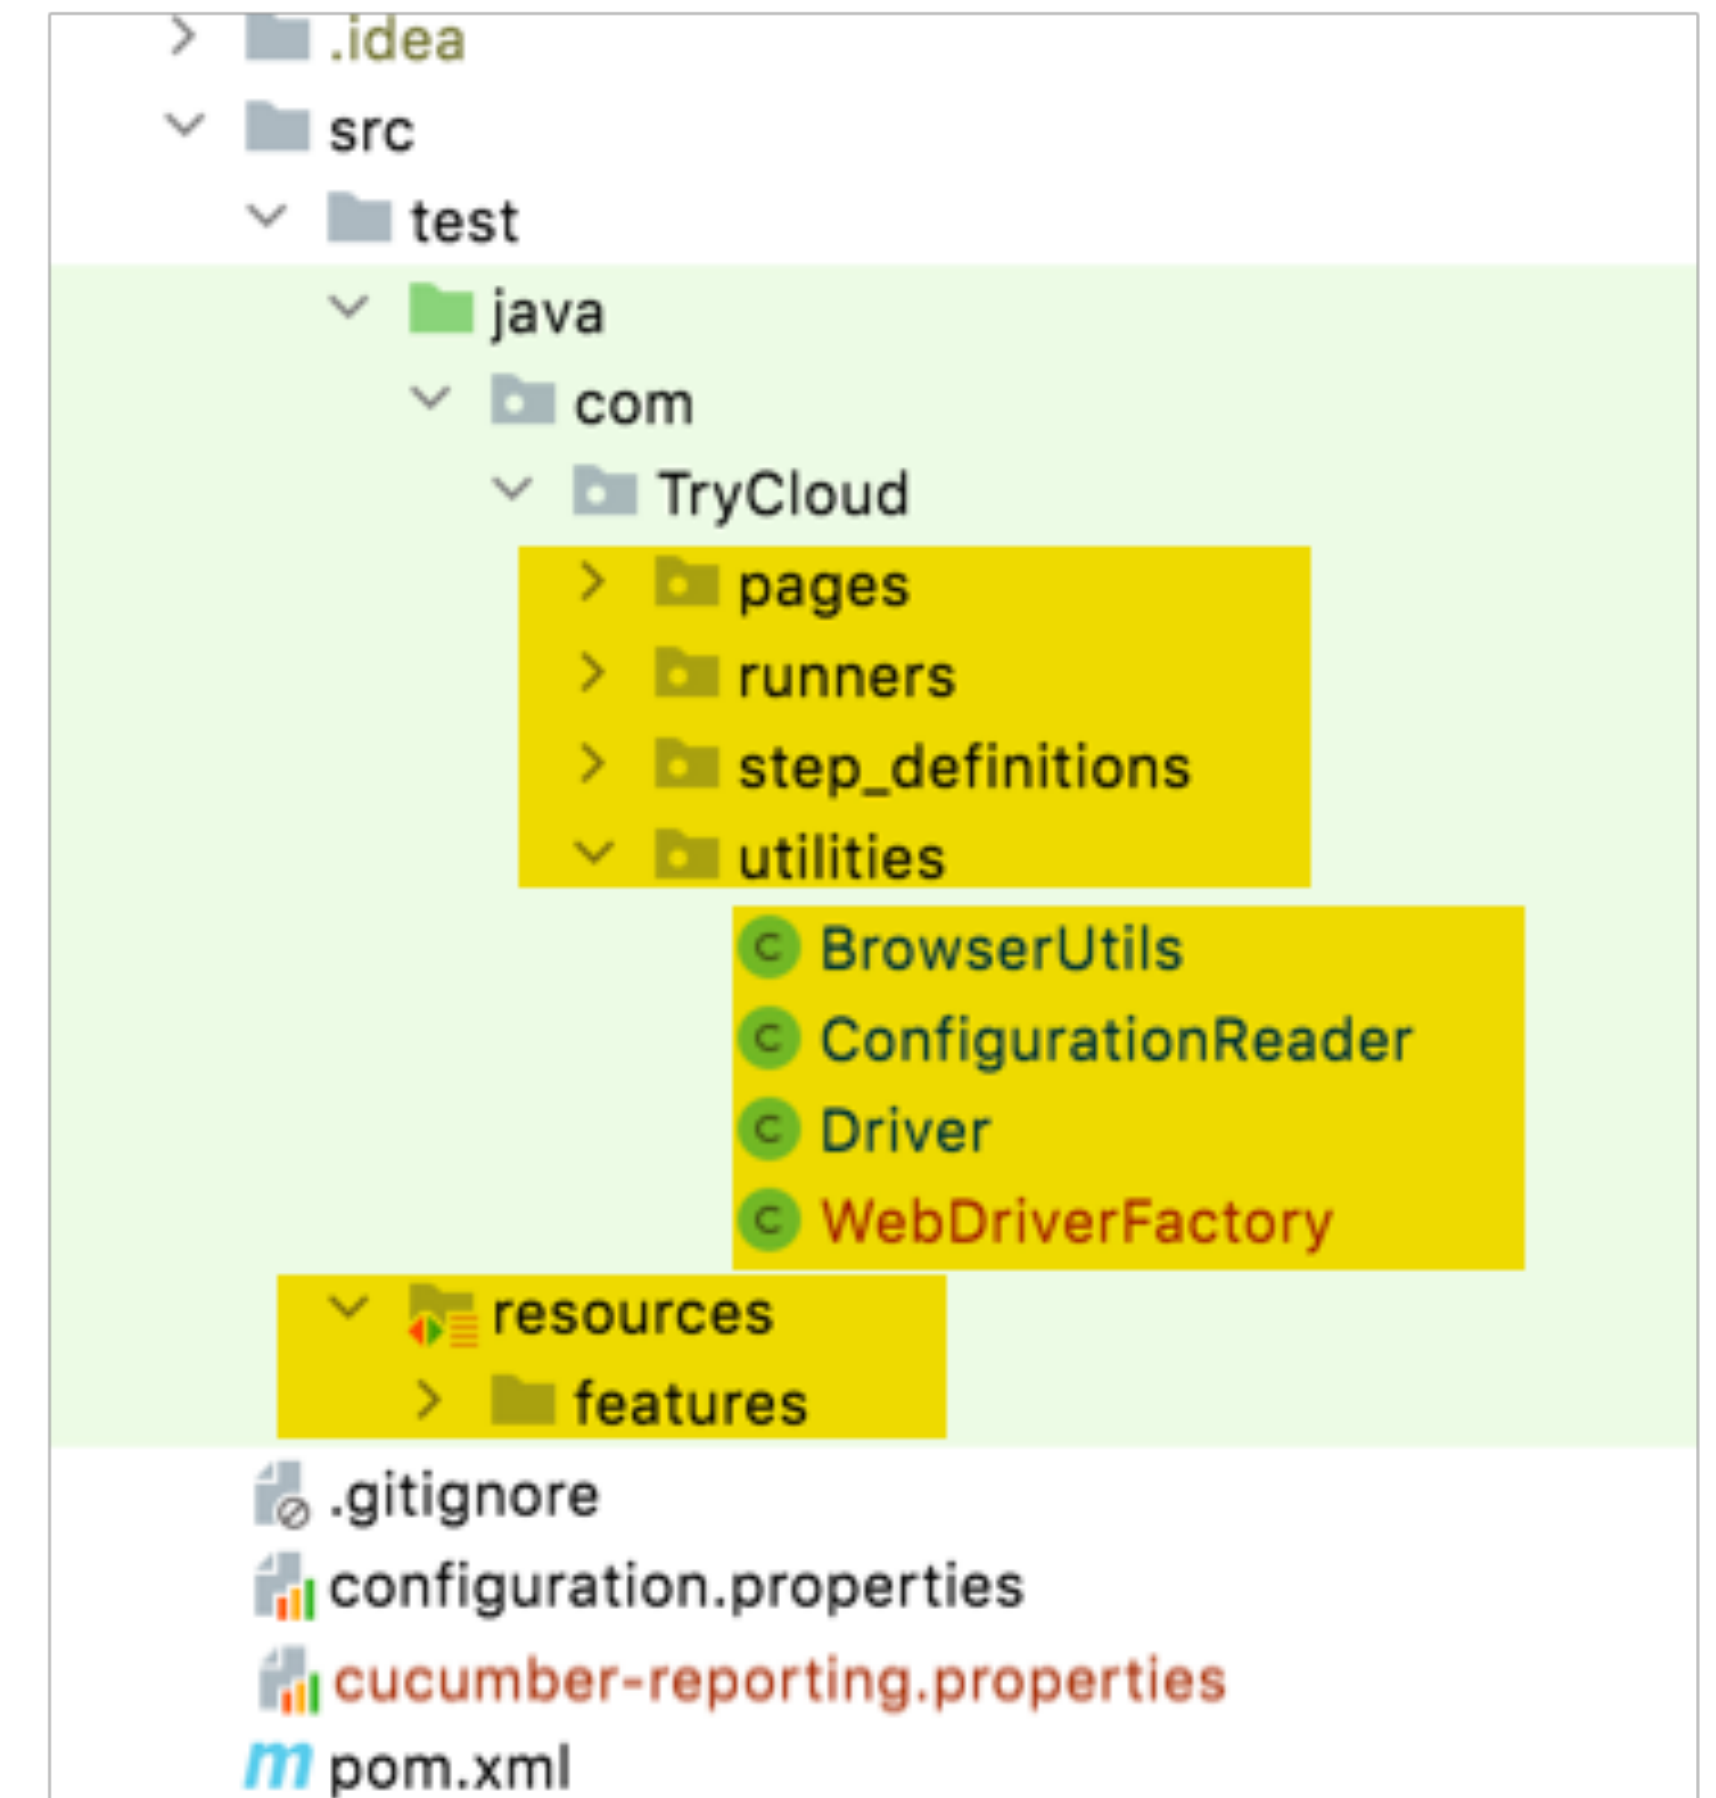 .idea
src
test
java
com
TryCloud
pages
runners
step_definitions
utilities
BrowserUtils
ConfigurationReader
Driver
WebDriverFactory
resources
features
.gitignore
configuration.properties
cucumber-reporting.properties
pom.xml